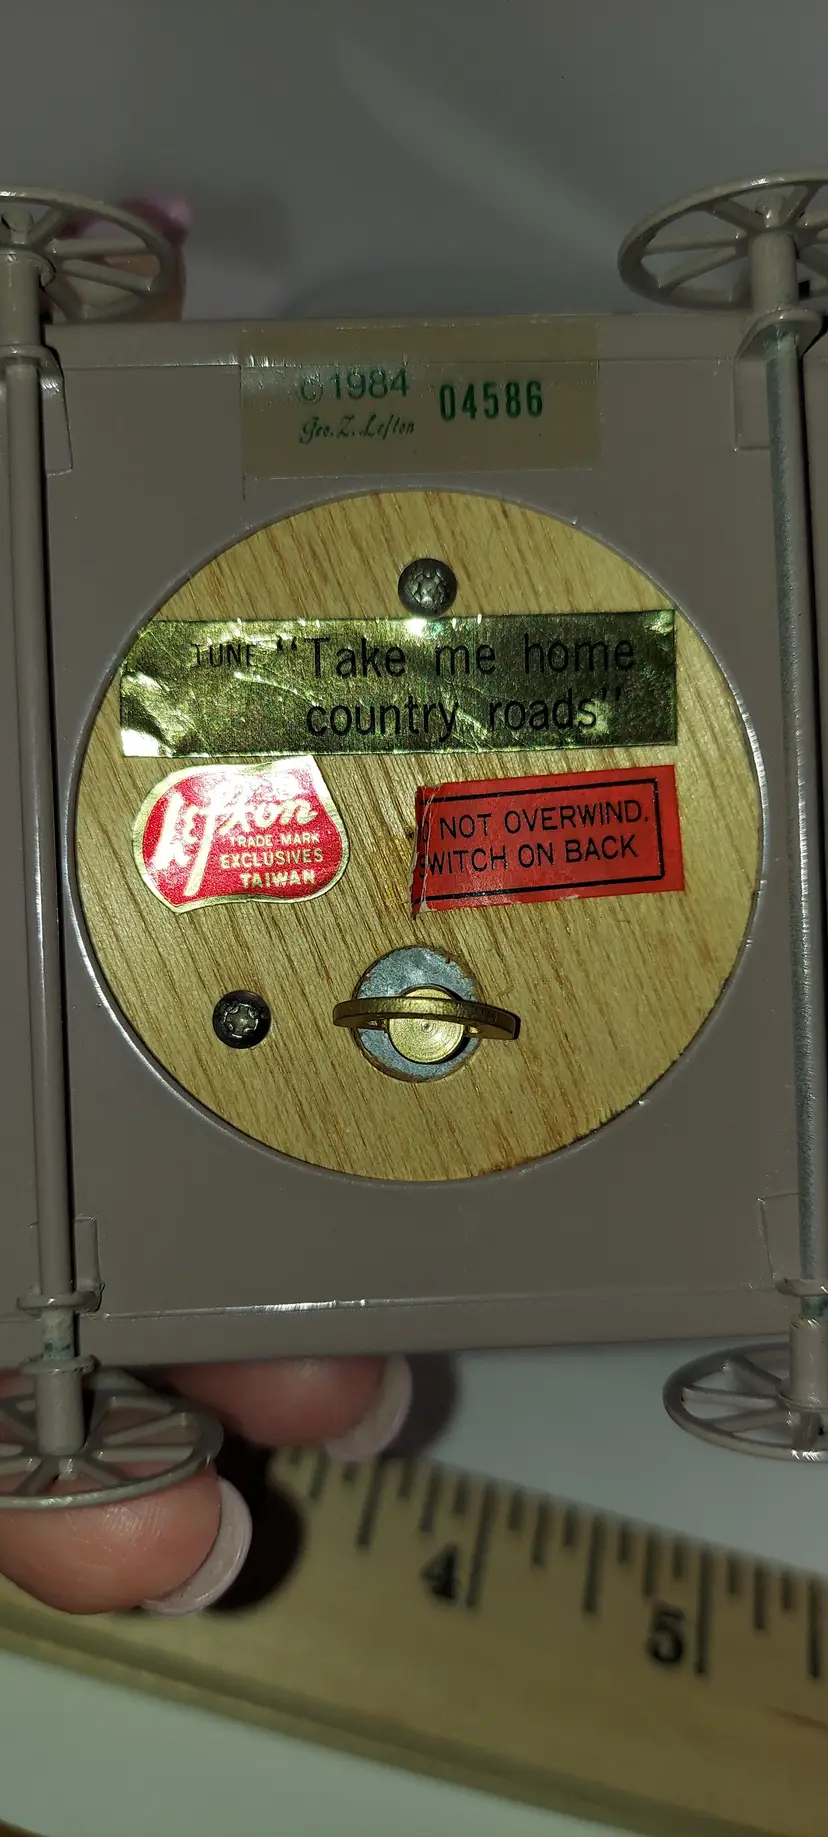 ©1984 04586
Geo. Z. Lefton
TUNE "Take me home
country roads"
Lefton
TRADE MARK
EXCLUSIVES
TAIWAN
O NOT OVERWIND.
SWITCH ON BACK
4
5